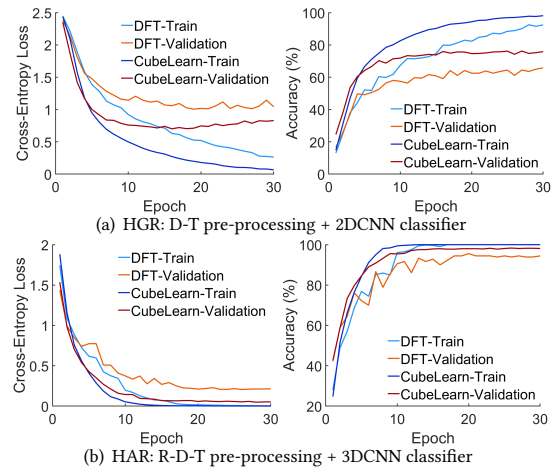 2.5
2
1.5
1
0.5
0
Cross-Entropy Loss
DFT-Train
DFT-Validation
CubeLearn-Train
CubeLearn-Validation
0 10 20 30
Epoch
100
80
60
40
20
0
Accuracy (%)
DFT-Train
DFT-Validation
CubeLearn-Train
CubeLearn-Validation
0 10 20 30
Epoch
(a) HGR: D-T pre-processing + 2DCNN classifier
2
1.5
1
0.5
0
Cross-Entropy Loss
DFT-Train
DFT-Validation
CubeLearn-Train
CubeLearn-Validation
0 10 20 30
Epoch
100
80
60
40
20
Accuracy (%)
DFT-Train
DFT-Validation
CubeLearn-Train
CubeLearn-Validation
0 10 20 30
Epoch
(b) HAR: R-D-T pre-processing + 3DCNN classifier